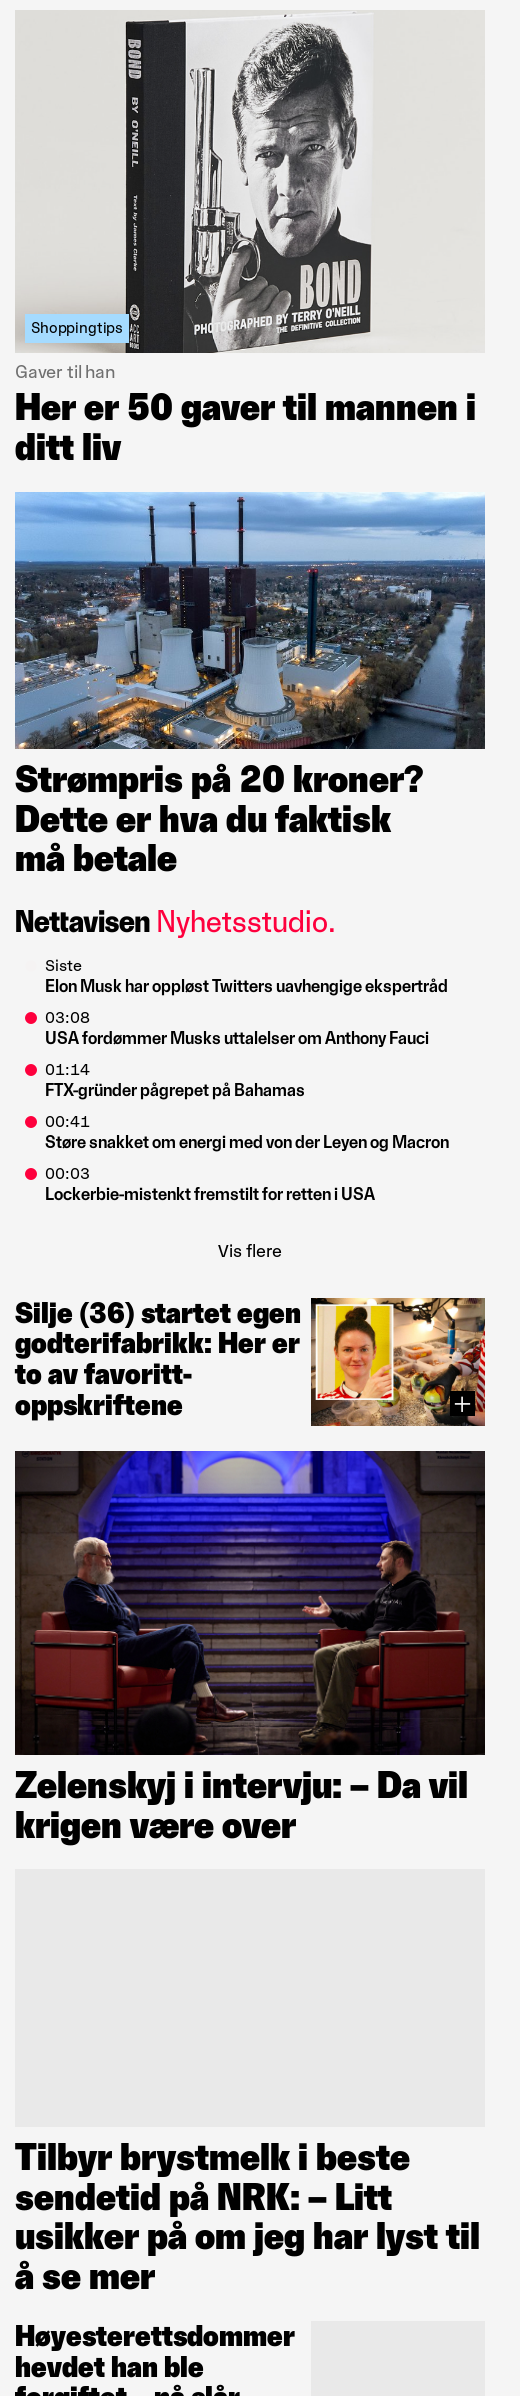 BOND
BY O'NEILL
Text by James Clarke
ACC
ART
BOOKS
BOND
PHOTOGRAPHED BY TERRY O'NEILL
THE DEFINITIVE COLLECTION
Shoppingtips
Gaver til han
Her er 50 gaver til mannen i
ditt liv
Strømpris på 20 kroner?
Dette er hva du faktisk
må betale
Nettavisen Nyhetsstudio.
Siste
Elon Musk har oppløst Twitters uavhengige ekspertråd
03:08
USA fordømmer Musks uttalelser om Anthony Fauci
01:14
FTX-gründer pågrepet på Bahamas
00:41
Støre snakket om energi med von der Leyen og Macron
00:03
Lockerbie-mistenkt fremstilt for retten i USA
Vis flere
Silje (36) startet egen
godterifabrikk: Her er
to av favoritt-
oppskriftene
Zelenskyj i intervju: – Da vil
krigen være over
Tilbyr brystmelk i beste
sendetid på NRK: – Litt
usikker på om jeg har lyst til
å se mer
Høyesterettsdommer
hevdet han ble
forgiftet – nå slår